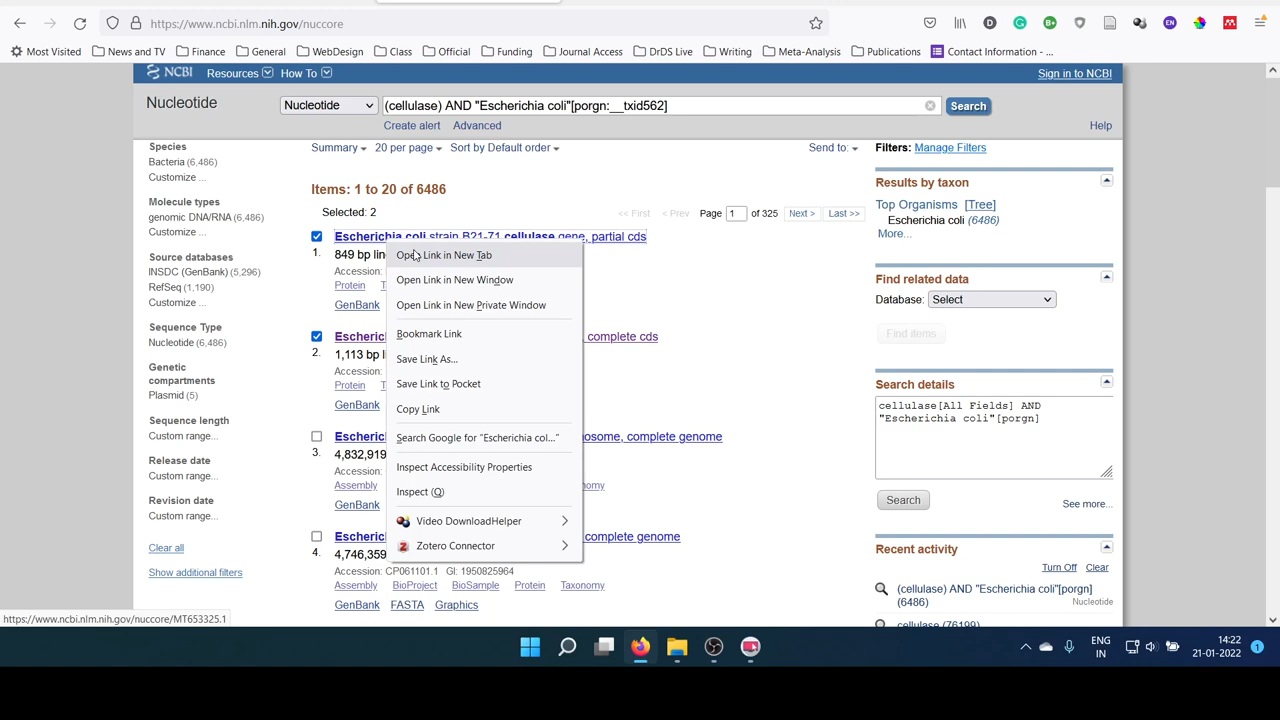 https://www.ncbi.nlm.nih.gov/nuccore
Most Visited News and TV Finance General WebDesign Class Official Funding Journal Access DrDS Live Writing Meta-Analysis Publications Contact Information - ...
NCBI Resources How To Sign in to NCBI
Nucleotide Nucleotide (cellulase) AND "Escherichia coli"[porgn:__txid562] Search
Create alert Advanced Help
Species
Bacteria (6,486)
Customize ...
Molecule types
genomic DNA/RNA (6,486)
Customize ...
Source databases
INSDC (GenBank) (5,296)
RefSeq (1,190)
Customize ...
Sequence Type
Nucleotide (6,486)
Genetic
compartments
Plasmid (5)
Sequence length
Custom range...
Release date
Custom range...
Revision date
Custom range...
Clear all
Show additional filters
Summary 20 per page Sort by Default order Send to:
Items: 1 to 20 of 6486
Selected: 2
<< First < Prev Page 1 of 325 Next > Last >>
Escherichia coli strain B21-71 cellulase gene, partial cds
1. 849 bp
Accession:
Protein
GenBank
complete cds
2. 1,113 bp
Accession:
Protein
GenBank
complete genome
3. 4,832,919
Accession:
Assembly
GenBank
complete genome
4. 4,746,359
Accession: CP061101.1 GI: 1950825964
Assembly BioProject BioSample Protein Taxonomy
GenBank FASTA Graphics
Open Link in New Tab
Open Link in New Window
Open Link in New Private Window
Bookmark Link
Save Link As...
Save Link to Pocket
Copy Link
Search Google for “Escherichia col...”
Inspect Accessibility Properties
Inspect (Q)
Video DownloadHelper
Zotero Connector
Filters: Manage Filters
Results by taxon
Top Organisms [Tree]
Escherichia coli (6486)
More...
Find related data
Database: Select
Find items
Search details
cellulase[All Fields] AND
"Escherichia coli"[porgn]
Search
See more...
Recent activity
Turn Off Clear
(cellulase) AND "Escherichia coli"[porgn]
(6486)
Nucleotide
cellulase (76199)
https://www.ncbi.nlm.nih.gov/nuccore/MT653325.1
ENG
IN
14:22
21-01-2022
1